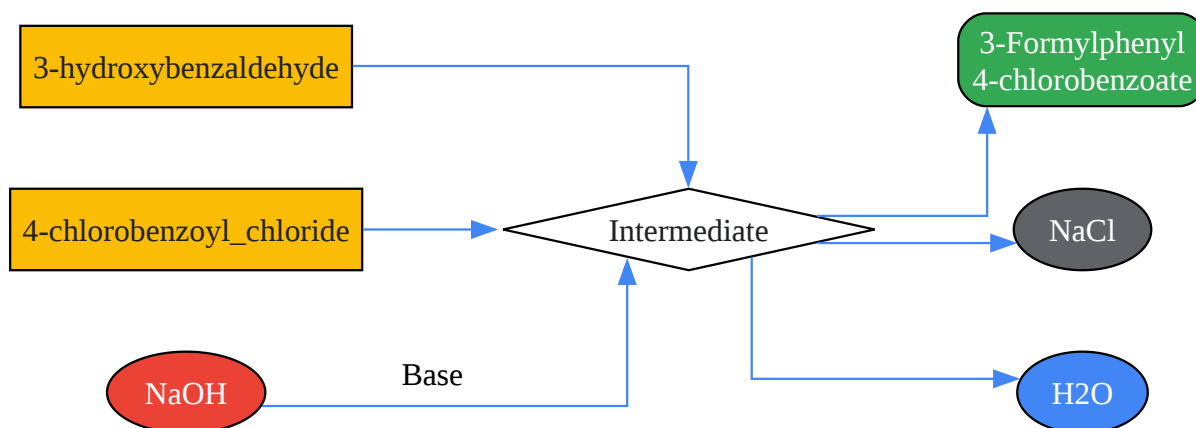 3-hydroxybenzaldehyde
3-Formylphenyl
4-chlorobenzoate
4-chlorobenzoyl_chloride
Intermediate
NaCl
Base
NaOH
H2O